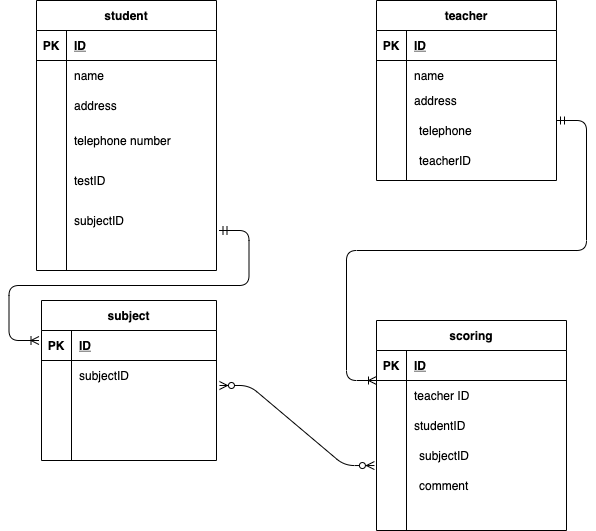 student
PK ID
name
address
telephone number
testID
subjectID
teacher
PK ID
name
address
telephone
teacherID
subject
PK ID
subjectID
scoring
PK ID
teacher ID
studentID
subjectID
comment